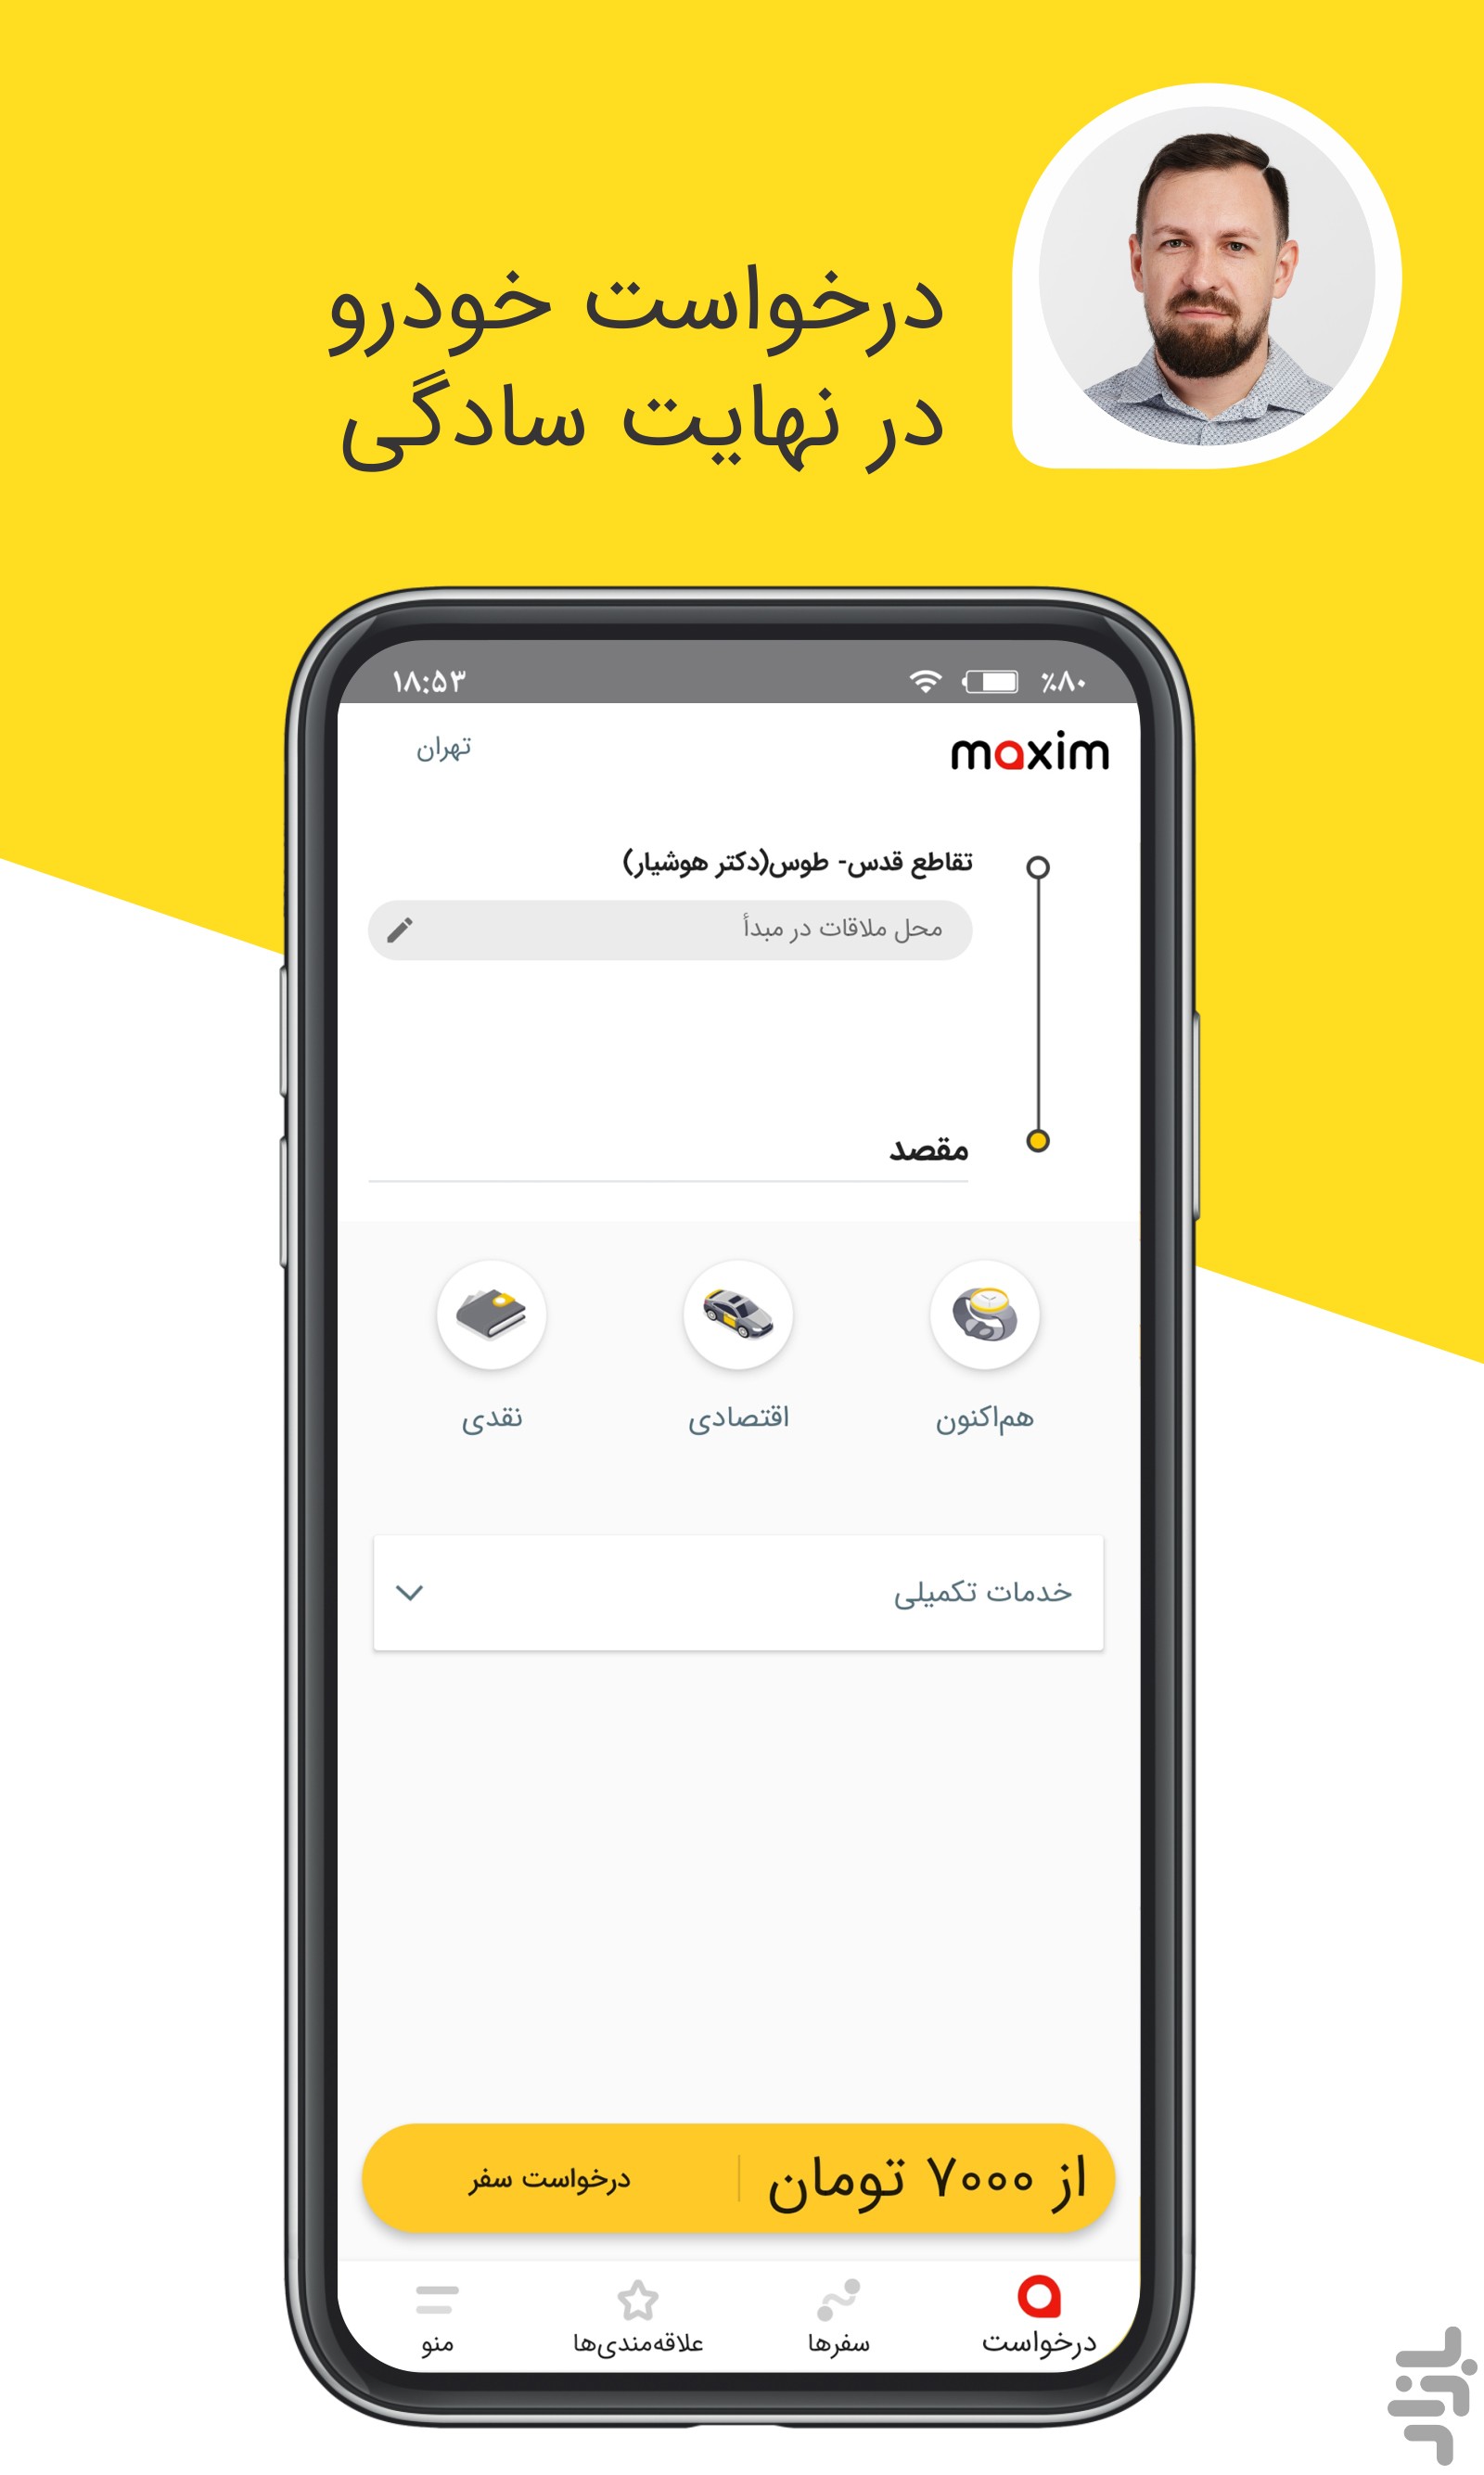 درخواست خودرو
در نهایت سادگی
۱۸:۵۳ ٪۸۰
maxim تهران
تقاطع قدس- طوس(دکتر هوشیار)
محل ملاقات در مبدأ
مقصد
هم‌اکنون اقتصادی نقدی
خدمات تکمیلی
از ۷۰۰۰ تومان درخواست سفر
درخواست سفرها علاقه‌مندی‌ها منو
بازار